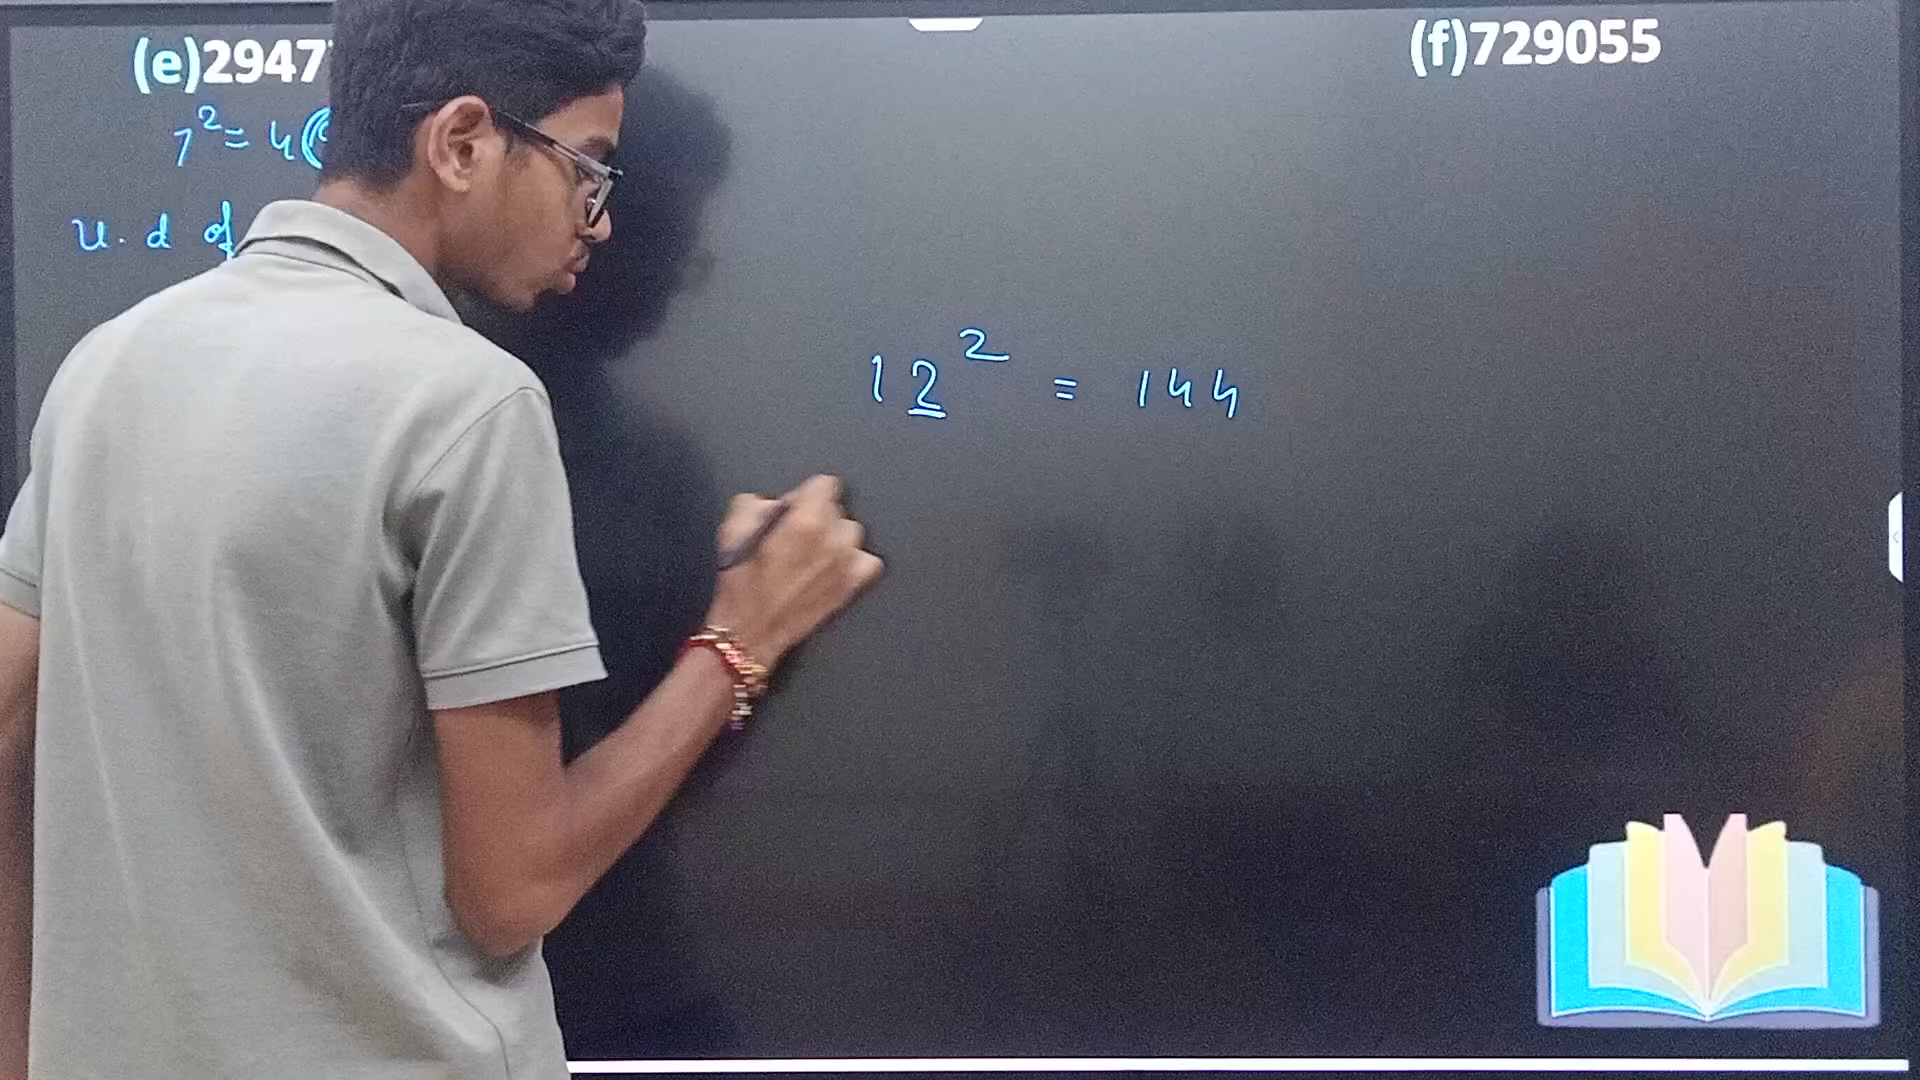 (e)2947
(f)729055
7² = 4
u. d of
12² = 144